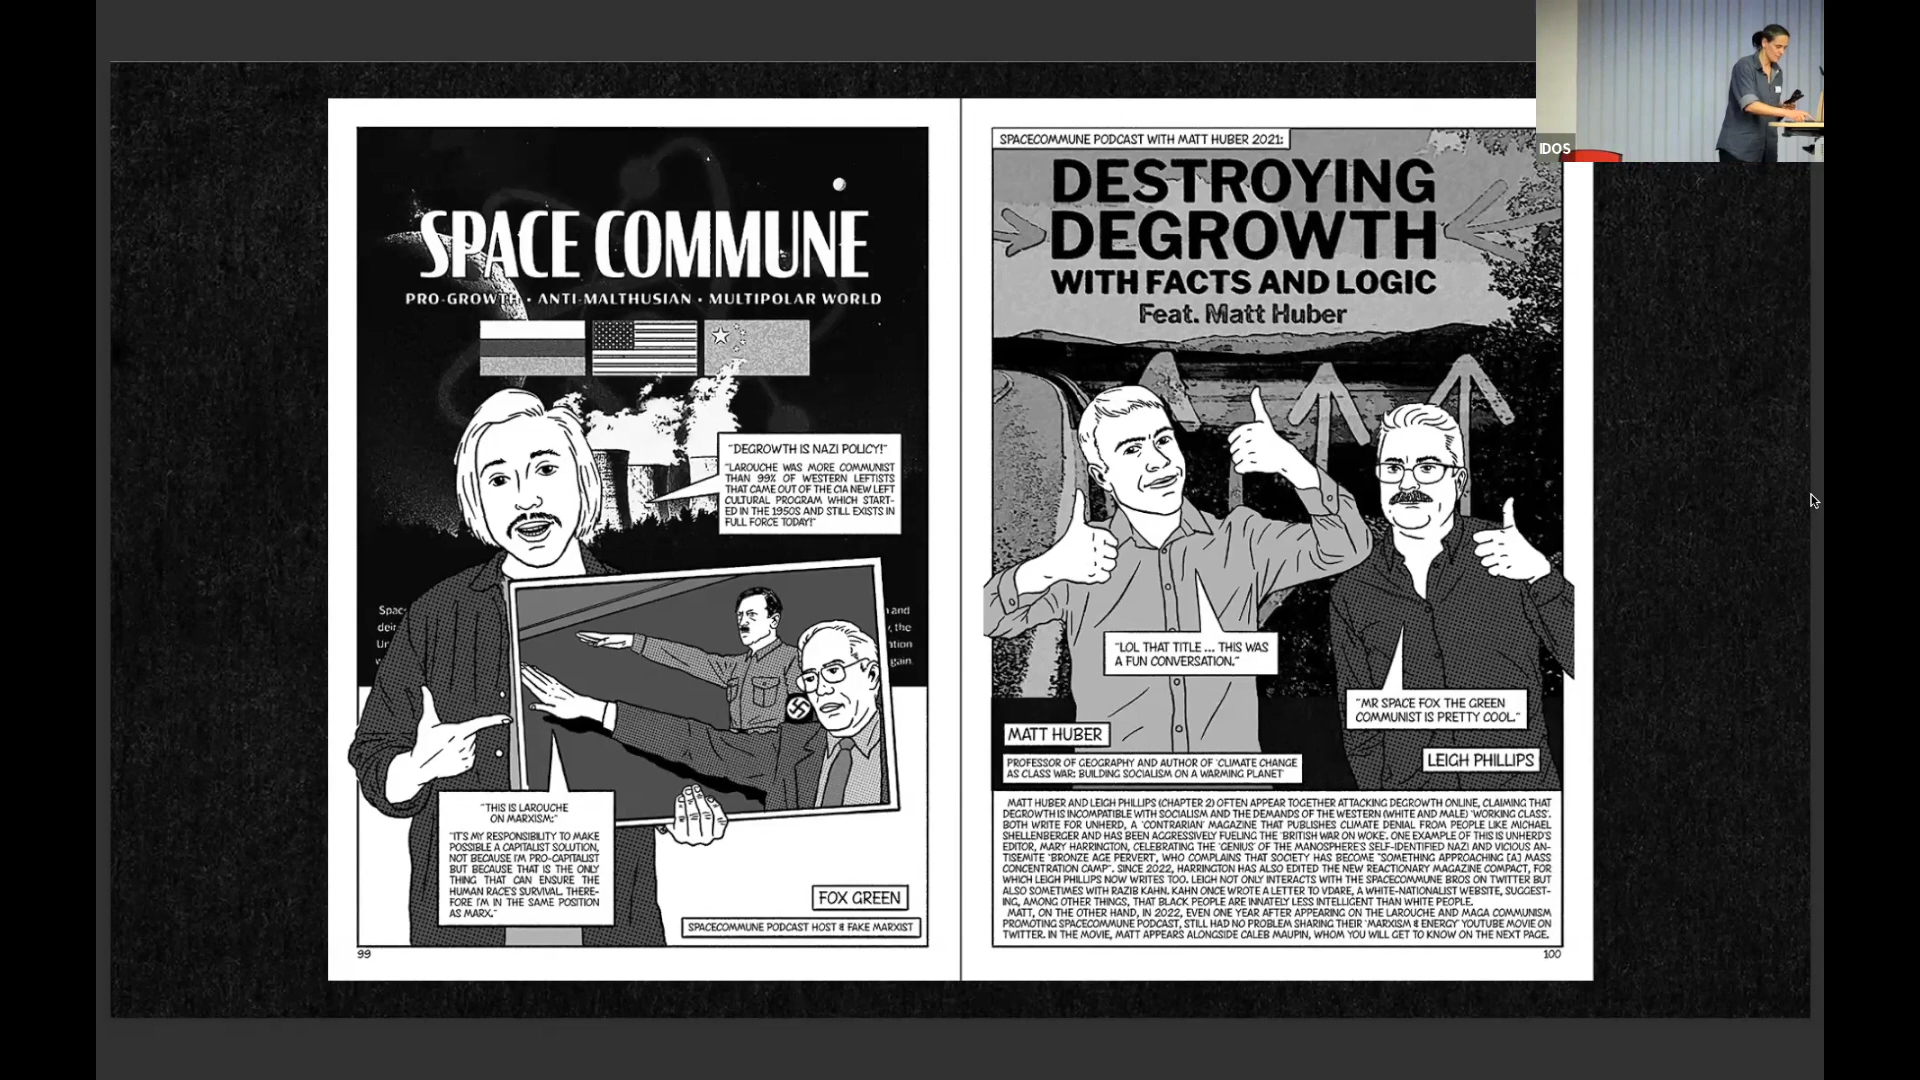 SPACE COMMUNE
PRO-GROWTH • ANTI-MALTHUSIAN • MULTIPOLAR WORLD
"DEGROWTH IS NAZI POLICY!"
"LAROUCHE WAS MORE COMMUNIST
THAN 99% OF WESTERN LEFTISTS
THAT CAME OUT OF THE CIA NEW LEFT
CULTURAL PROGRAM WHICH START-
ED IN THE 1950S AND STILL EXISTS IN
FULL FORCE TODAY!"
"THIS IS LAROUCHE
ON MARXISM:"
"IT'S MY RESPONSIBILITY TO MAKE
POSSIBLE A CAPITALIST SOLUTION,
NOT BECAUSE I'M PRO-CAPITALIST
BUT BECAUSE THAT IS THE ONLY
THING THAT CAN ENSURE THE
HUMAN RACE'S SURVIVAL. THERE-
FORE I'M IN THE SAME POSITION
AS MARX."
FOX GREEN
SPACECOMMUNE PODCAST HOST & FAKE MARXIST
99
SPACECOMMUNE PODCAST WITH MATT HUBER 2021:
DESTROYING
DEGROWTH
WITH FACTS AND LOGIC
Feat. Matt Huber
"LOL THAT TITLE ... THIS WAS
A FUN CONVERSATION."
"MR SPACE FOX THE GREEN
COMMUNIST IS PRETTY COOL."
MATT HUBER
PROFESSOR OF GEOGRAPHY AND AUTHOR OF 'CLIMATE CHANGE
AS CLASS WAR: BUILDING SOCIALISM ON A WARMING PLANET'
LEIGH PHILLIPS
MATT HUBER AND LEIGH PHILLIPS (CHAPTER 2) OFTEN APPEAR TOGETHER ATTACKING DEGROWTH ONLINE, CLAIMING THAT
DEGROWTH IS INCOMPATIBLE WITH SOCIALISM AND THE DEMANDS OF THE WESTERN (WHITE AND MALE) 'WORKING CLASS'.
BOTH WRITE FOR UNHERD, A 'CONTRARIAN' MAGAZINE THAT PUBLISHES CLIMATE DENIAL FROM PEOPLE LIKE MICHAEL
SHELLENBERGER AND HAS BEEN AGGRESSIVELY FUELING THE 'BRITISH WAR ON WOKE'. ONE EXAMPLE OF THIS IS UNHERD'S
EDITOR, MARY HARRINGTON, CELEBRATING THE 'GENIUS' OF THE MANOSPHERE'S SELF-IDENTIFIED NAZI AND VICIOUS AN-
TISEMITE 'BRONZE AGE PERVERT', WHO COMPLAINS THAT SOCIETY HAS BECOME "SOMETHING APPROACHING [A] MASS
CONCENTRATION CAMP". SINCE 2022, HARRINGTON HAS ALSO EDITED THE NEW REACTIONARY MAGAZINE COMPACT, FOR
WHICH LEIGH PHILLIPS NOW WRITES TOO. LEIGH NOT ONLY INTERACTS WITH THE SPACECOMMUNE BROS ON TWITTER BUT
ALSO SOMETIMES WITH RAZIB KAHN. KAHN ONCE WROTE A LETTER TO VDARE, A WHITE-NATIONALIST WEBSITE, SUGGEST-
ING, AMONG OTHER THINGS, THAT BLACK PEOPLE ARE INNATELY LESS INTELLIGENT THAN WHITE PEOPLE.
MATT, ON THE OTHER HAND, IN 2022, EVEN ONE YEAR AFTER APPEARING ON THE LAROUCHE AND MAGA COMMUNISM
PROMOTING SPACECOMMUNE PODCAST, STILL HAD NO PROBLEM SHARING THEIR 'MARXISM & ENERGY' YOUTUBE MOVIE ON
TWITTER. IN THE MOVIE, MATT APPEARS ALONGSIDE CALEB MAUPIN, WHOM YOU WILL GET TO KNOW ON THE NEXT PAGE.
100
IDOS